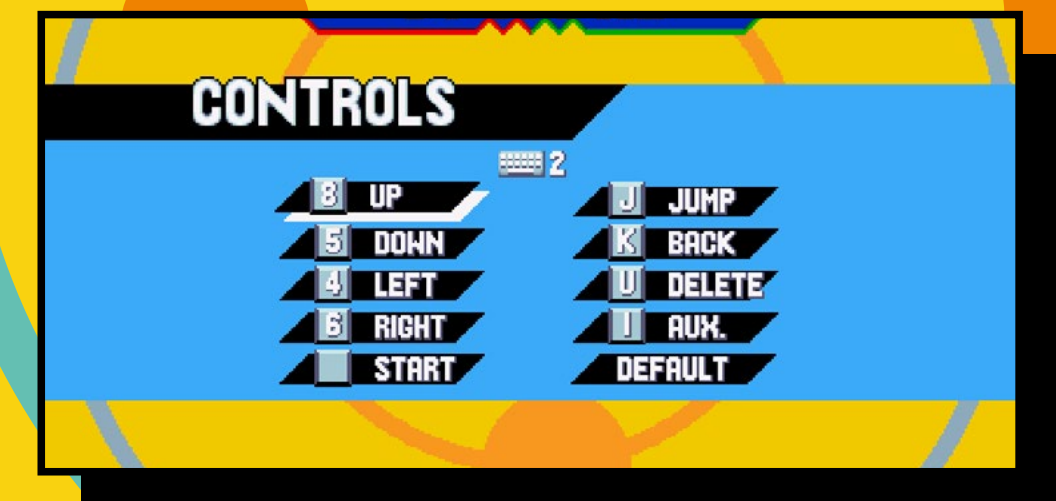 CONTROLS
2
8 UP
5 DOWN
4 LEFT
6 RIGHT
START
J JUMP
K BACK
U DELETE
I AUX.
DEFAULT